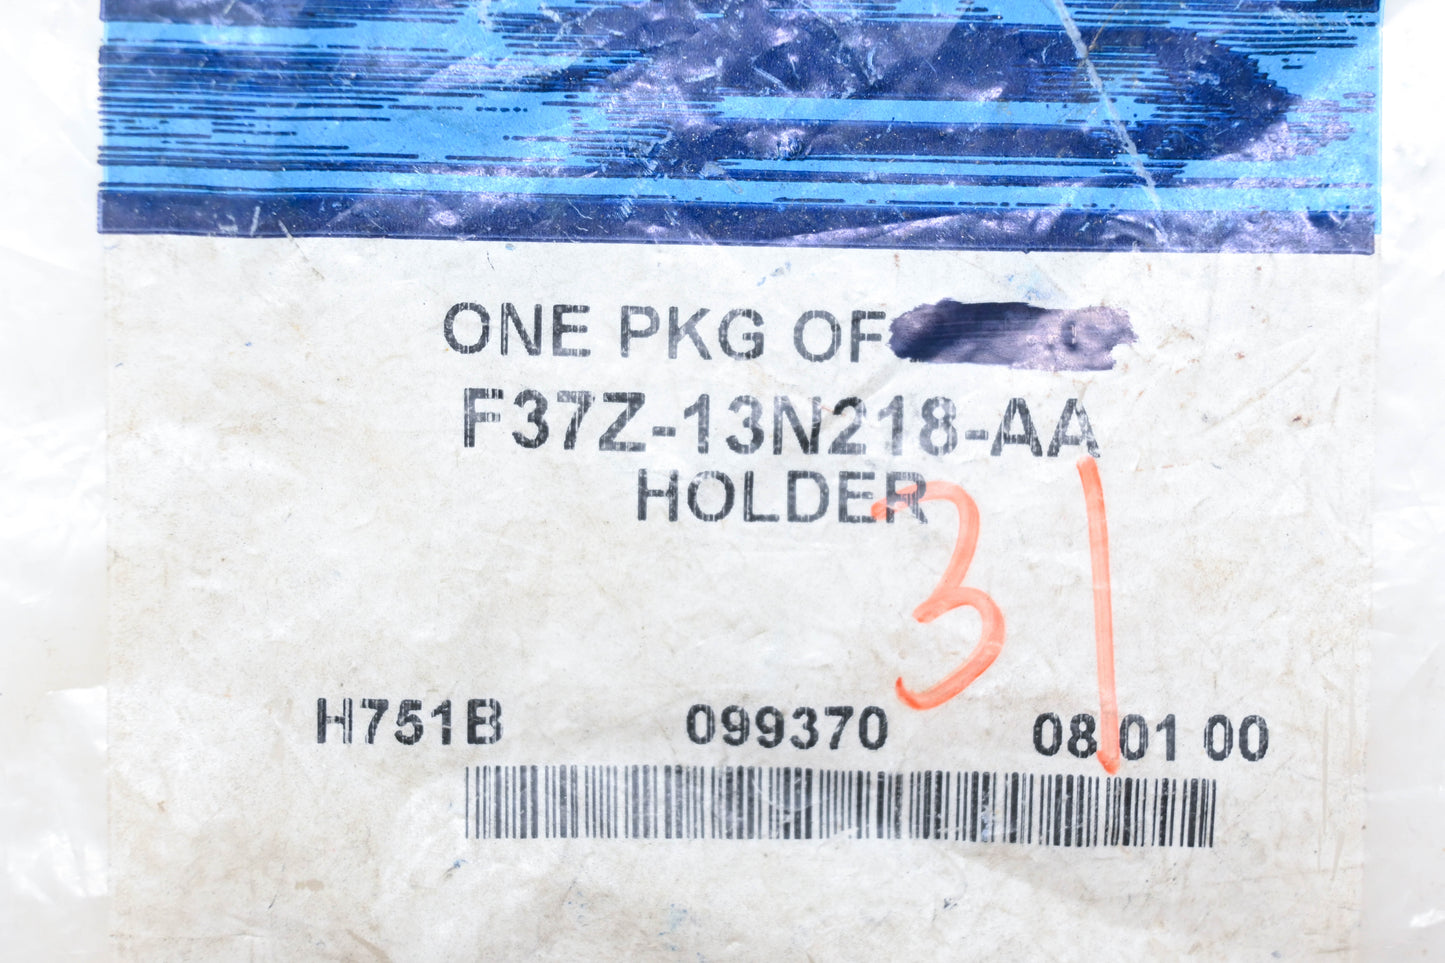 ONE PKG OF
F37Z-13N218-AA
HOLDER
31
H751B 099370 08 01 00